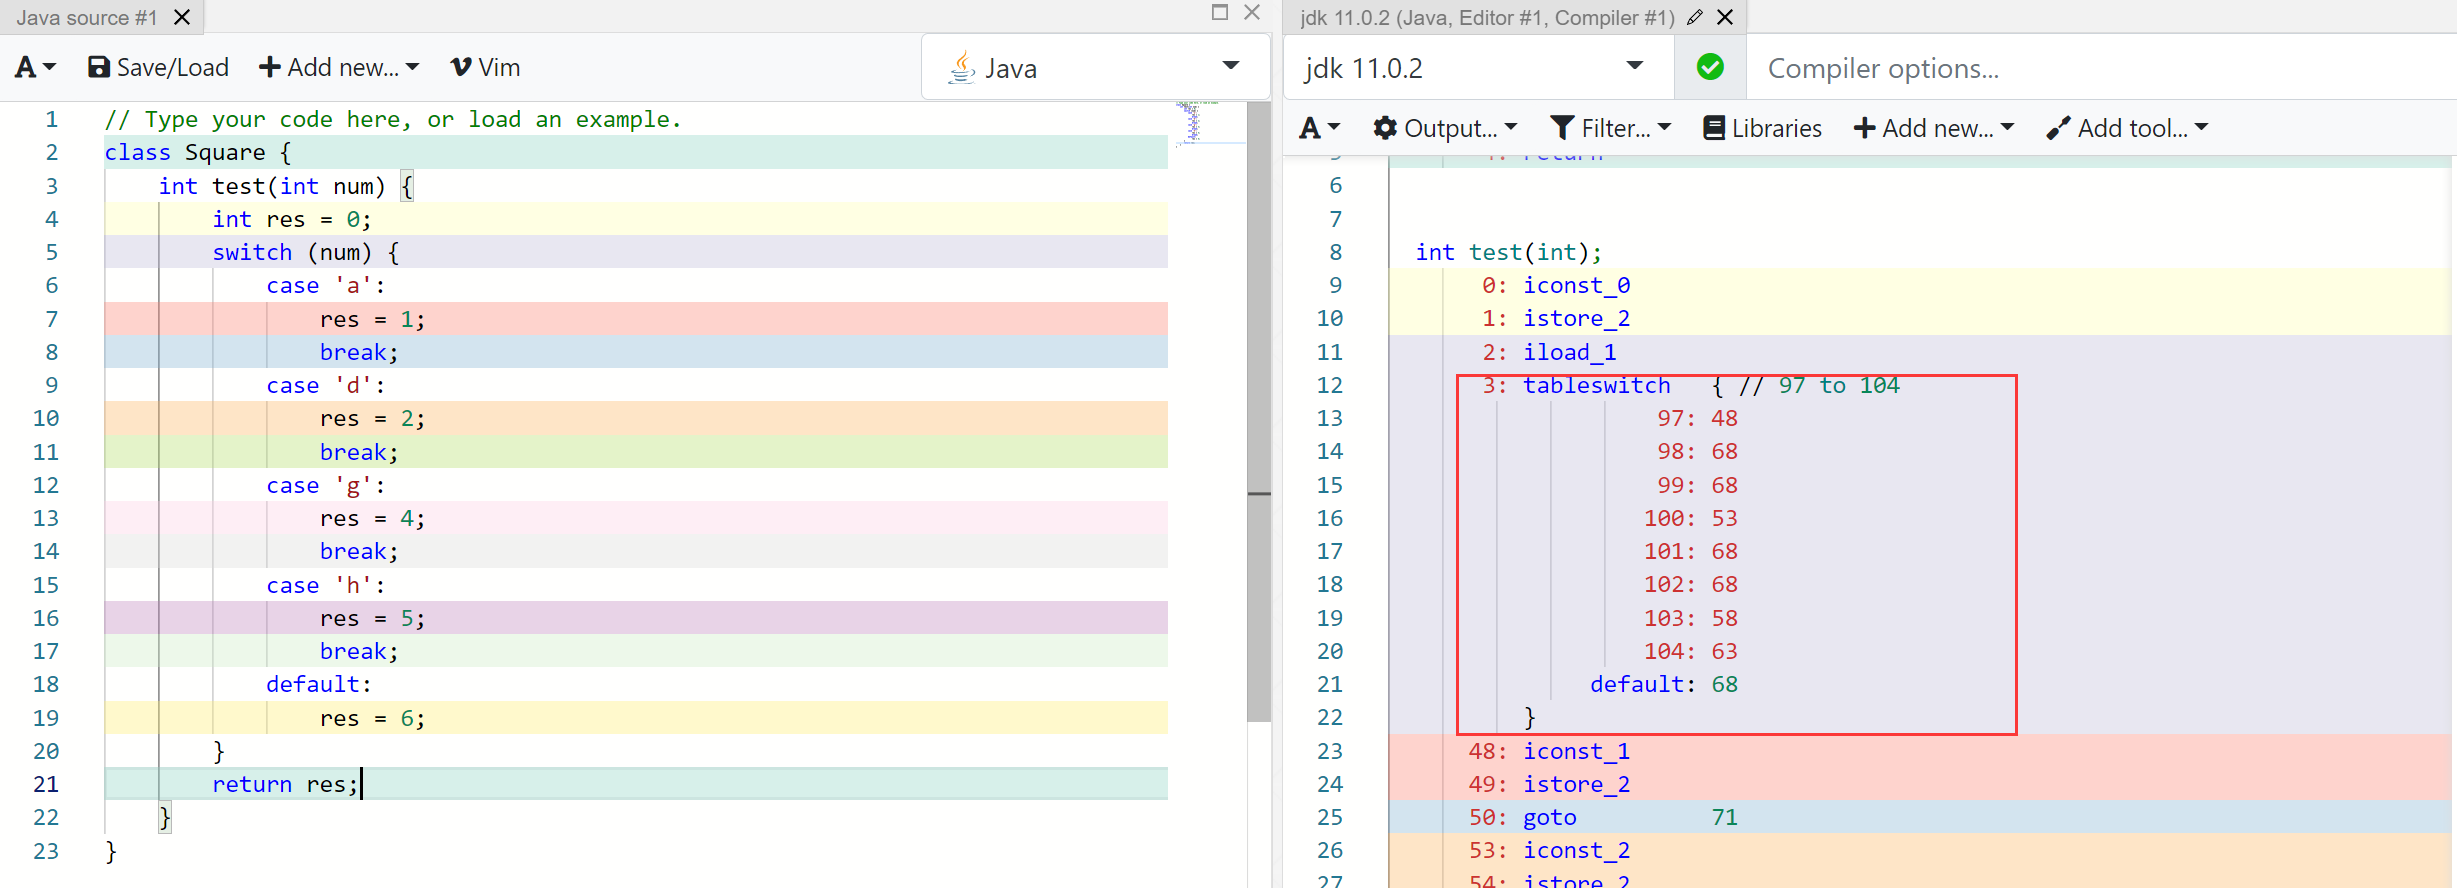 Java source #1
A Save/Load Add new... Vim Java
1 // Type your code here, or load an example.
2 class Square {
3 int test(int num) {
4 int res = 0;
5 switch (num) {
6 case 'a':
7 res = 1;
8 break;
9 case 'd':
10 res = 2;
11 break;
12 case 'g':
13 res = 4;
14 break;
15 case 'h':
16 res = 5;
17 break;
18 default:
19 res = 6;
20 }
21 return res;
22 }
23 }
jdk 11.0.2 (Java, Editor #1, Compiler #1)
jdk 11.0.2 Compiler options...
A Output... Filter... Libraries Add new... Add tool...
return
6
7
8 int test(int);
9 0: iconst_0
10 1: istore_2
11 2: iload_1
12 3: tableswitch { // 97 to 104
13 97: 48
14 98: 68
15 99: 68
16 100: 53
17 101: 68
18 102: 68
19 103: 58
20 104: 63
21 default: 68
22 }
23 48: iconst_1
24 49: istore_2
25 50: goto 71
26 53: iconst_2
27 54: istore_2